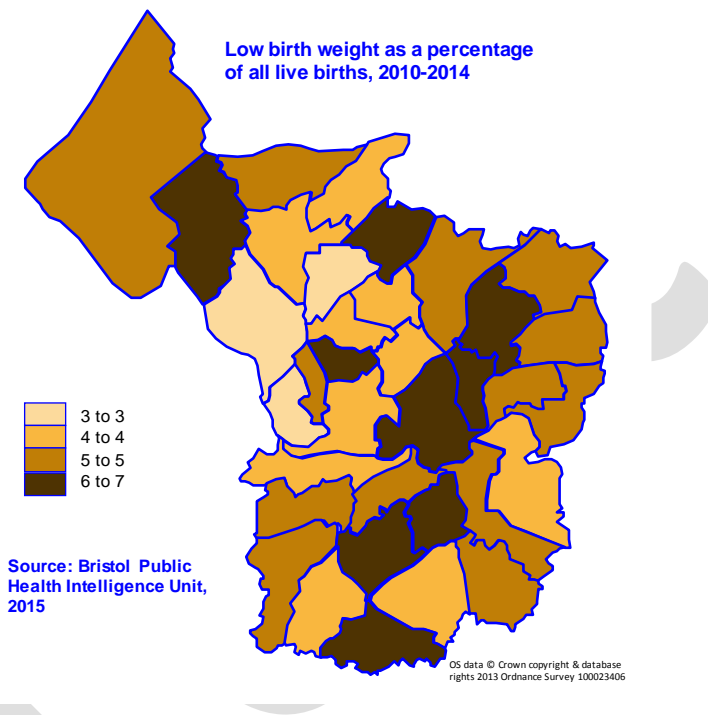 Low birth weight as a percentage
of all live births, 2010-2014
3 to 3
4 to 4
5 to 5
6 to 7
Source: Bristol Public
Health Intelligence Unit,
2015
OS data © Crown copyright & database
rights 2013 Ordnance Survey 100023406